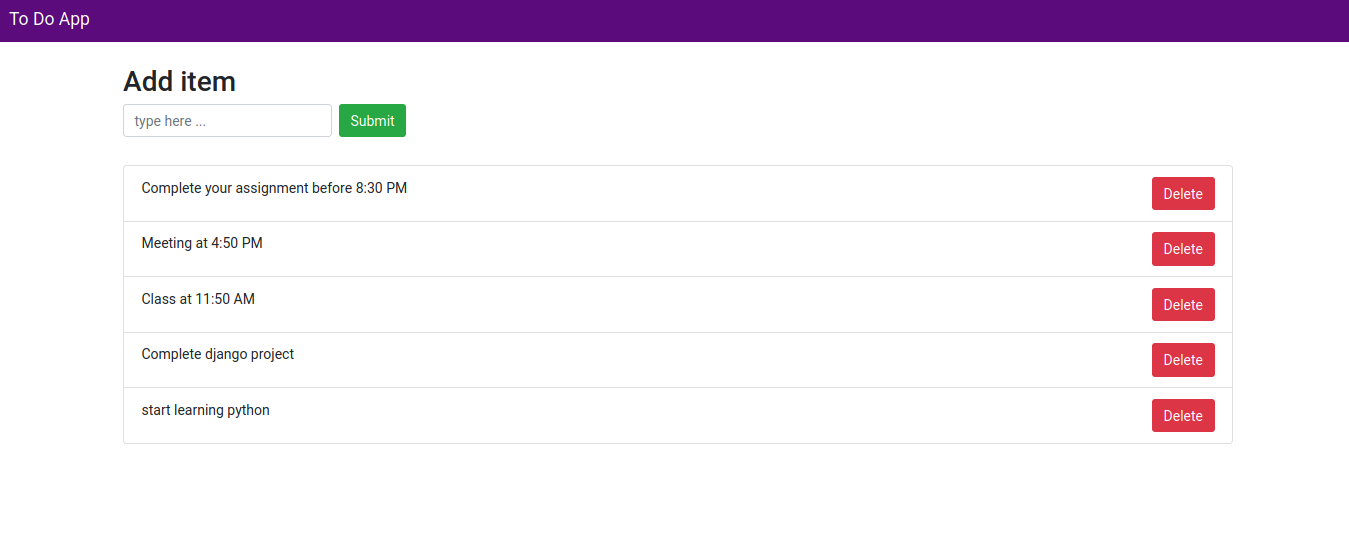 To Do App
Add item
type here ...
Submit
Complete your assignment before 8:30 PM
Delete
Meeting at 4:50 PM
Delete
Class at 11:50 AM
Delete
Complete django project
Delete
start learning python
Delete